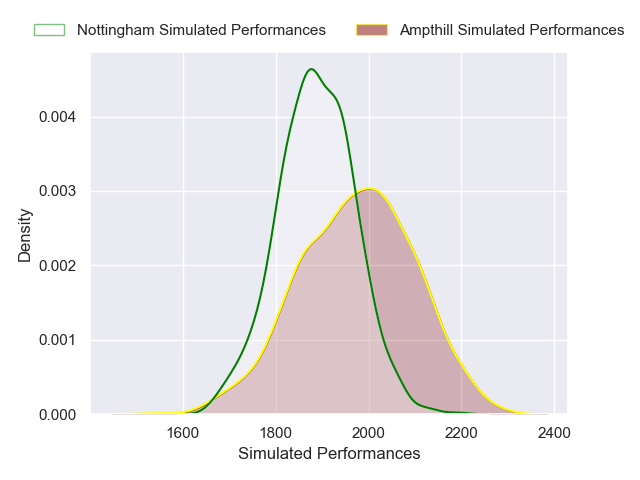 Nottingham Simulated Performances
Ampthill Simulated Performances
0.004
0.003
0.002
0.001
0.000
Density
1600 1800 2000 2200 2400
Simulated Performances